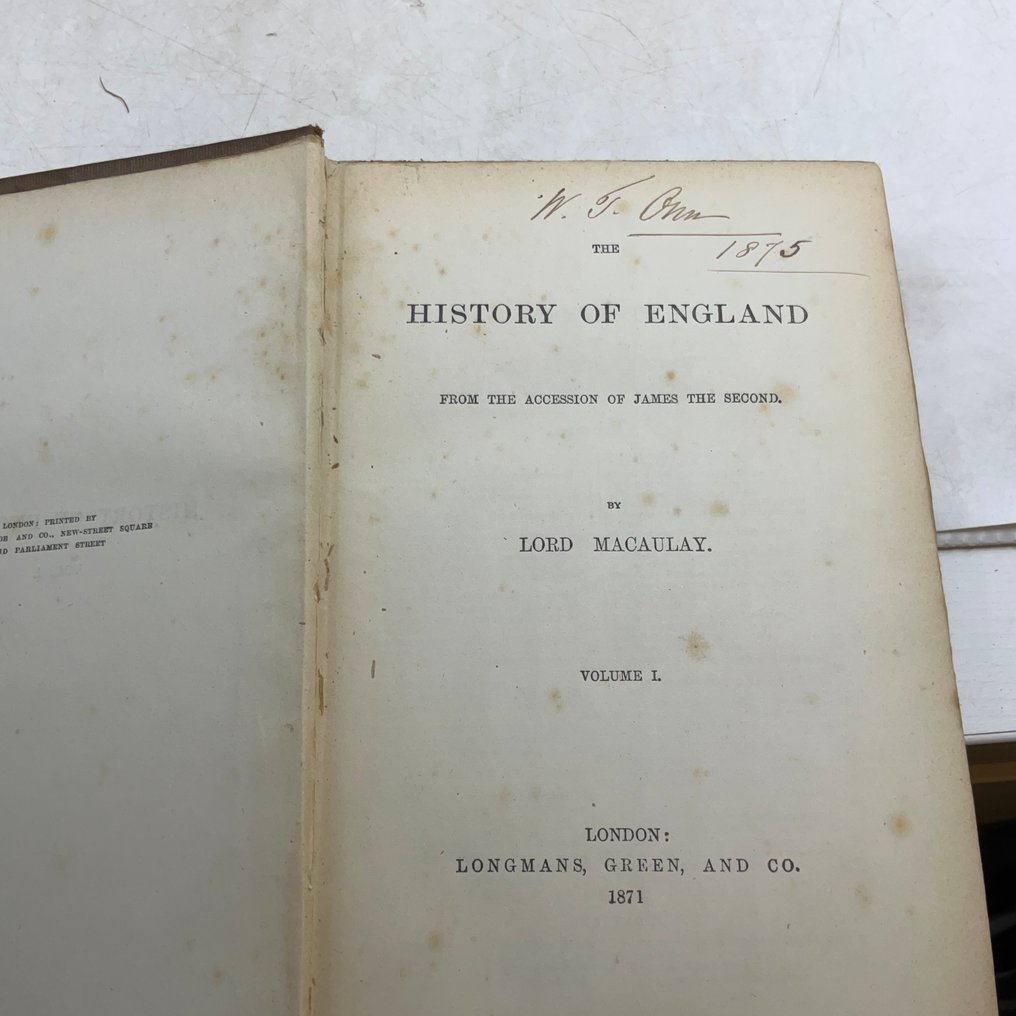 LONDON: PRINTED BY
AND CO., NEW-STREET SQUARE
PARLIAMENT STREET
W. T. Orr
1875
THE
HISTORY OF ENGLAND
FROM THE ACCESSION OF JAMES THE SECOND.
BY
LORD MACAULAY.
VOLUME I.
LONDON:
LONGMANS, GREEN, AND CO.
1871